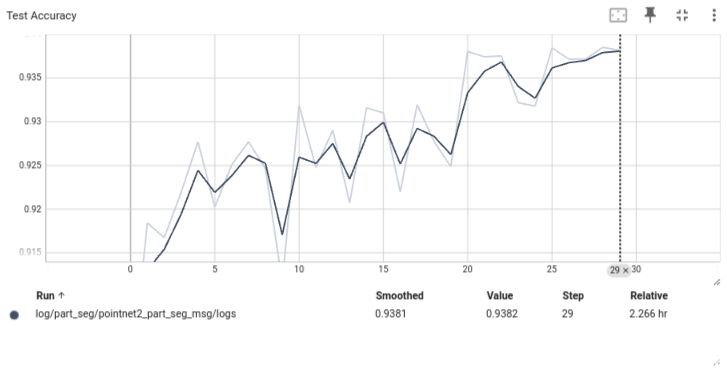 Test Accuracy
0.935
0.93
0.925
0.92
0.915
0 5 10 15 20 25 29 × 30
Run ↑ Smoothed Value Step Relative
log/part_seg/pointnet2_part_seg_msg/logs 0.9381 0.9382 29 2.266 hr